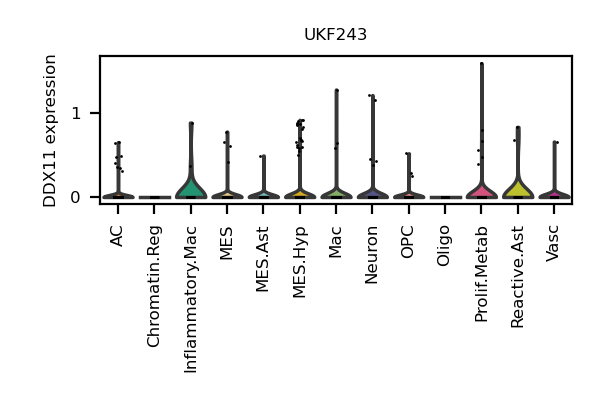 UKF243
DDX11 expression
1
0
AC
Chromatin.Reg
Inflammatory.Mac
MES
MES.Ast
MES.Hyp
Mac
Neuron
OPC
Oligo
Prolif.Metab
Reactive.Ast
Vasc